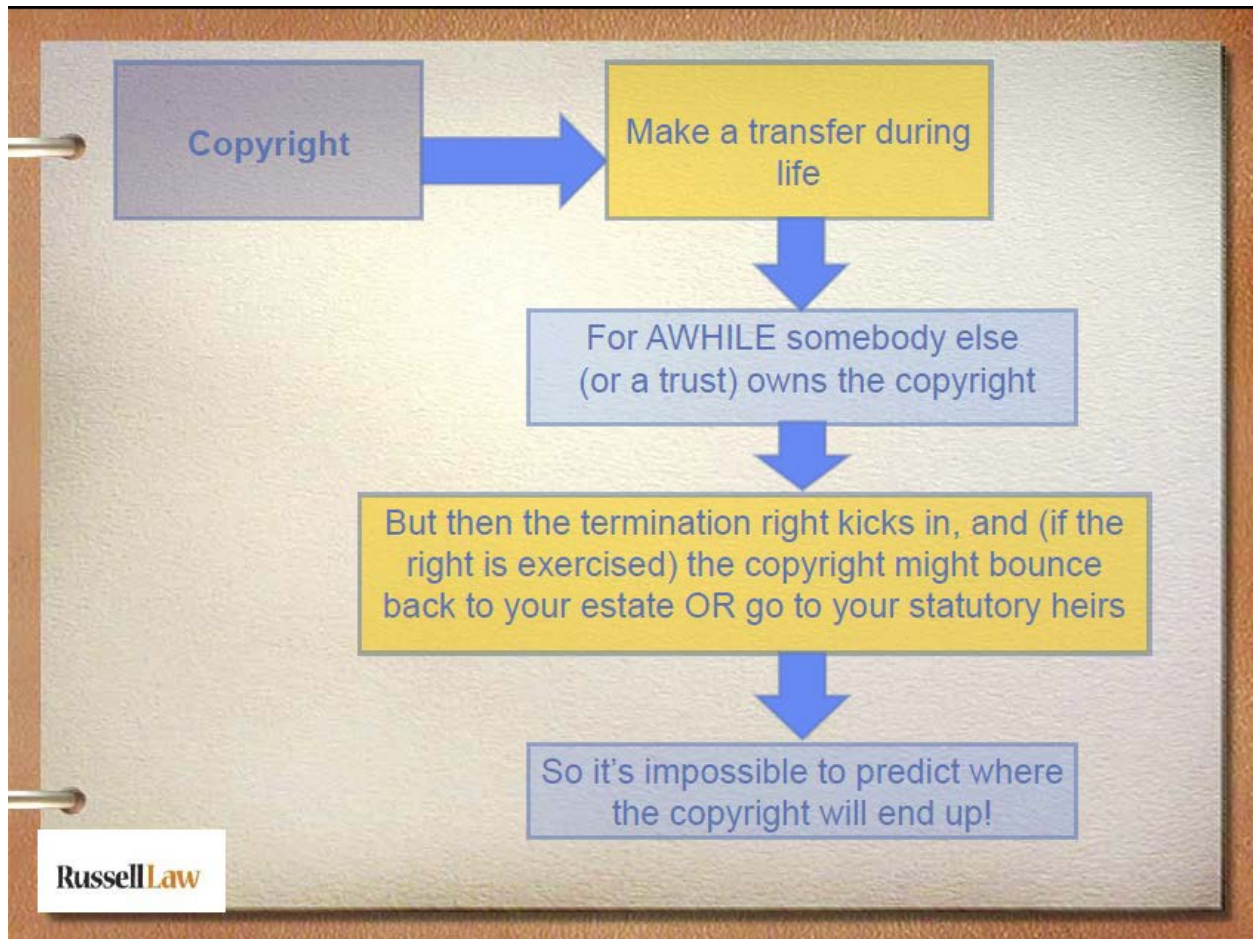 Copyright
Make a transfer during
life
For AWHILE somebody else
(or a trust) owns the copyright
But then the termination right kicks in, and (if the
right is exercised) the copyright might bounce
back to your estate OR go to your statutory heirs
So it's impossible to predict where
the copyright will end up!
RussellLaw